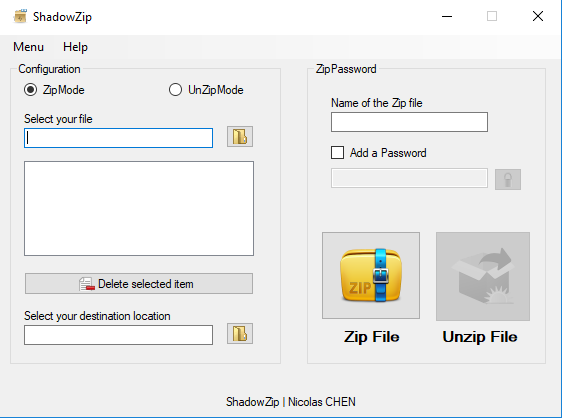 ShadowZip
Menu Help
Configuration
ZipMode UnZipMode
Select your file
Delete selected item
Select your destination location
ZipPassword
Name of the Zip file
Add a Password
ZIP
Zip File
Unzip File
ShadowZip | Nicolas CHEN